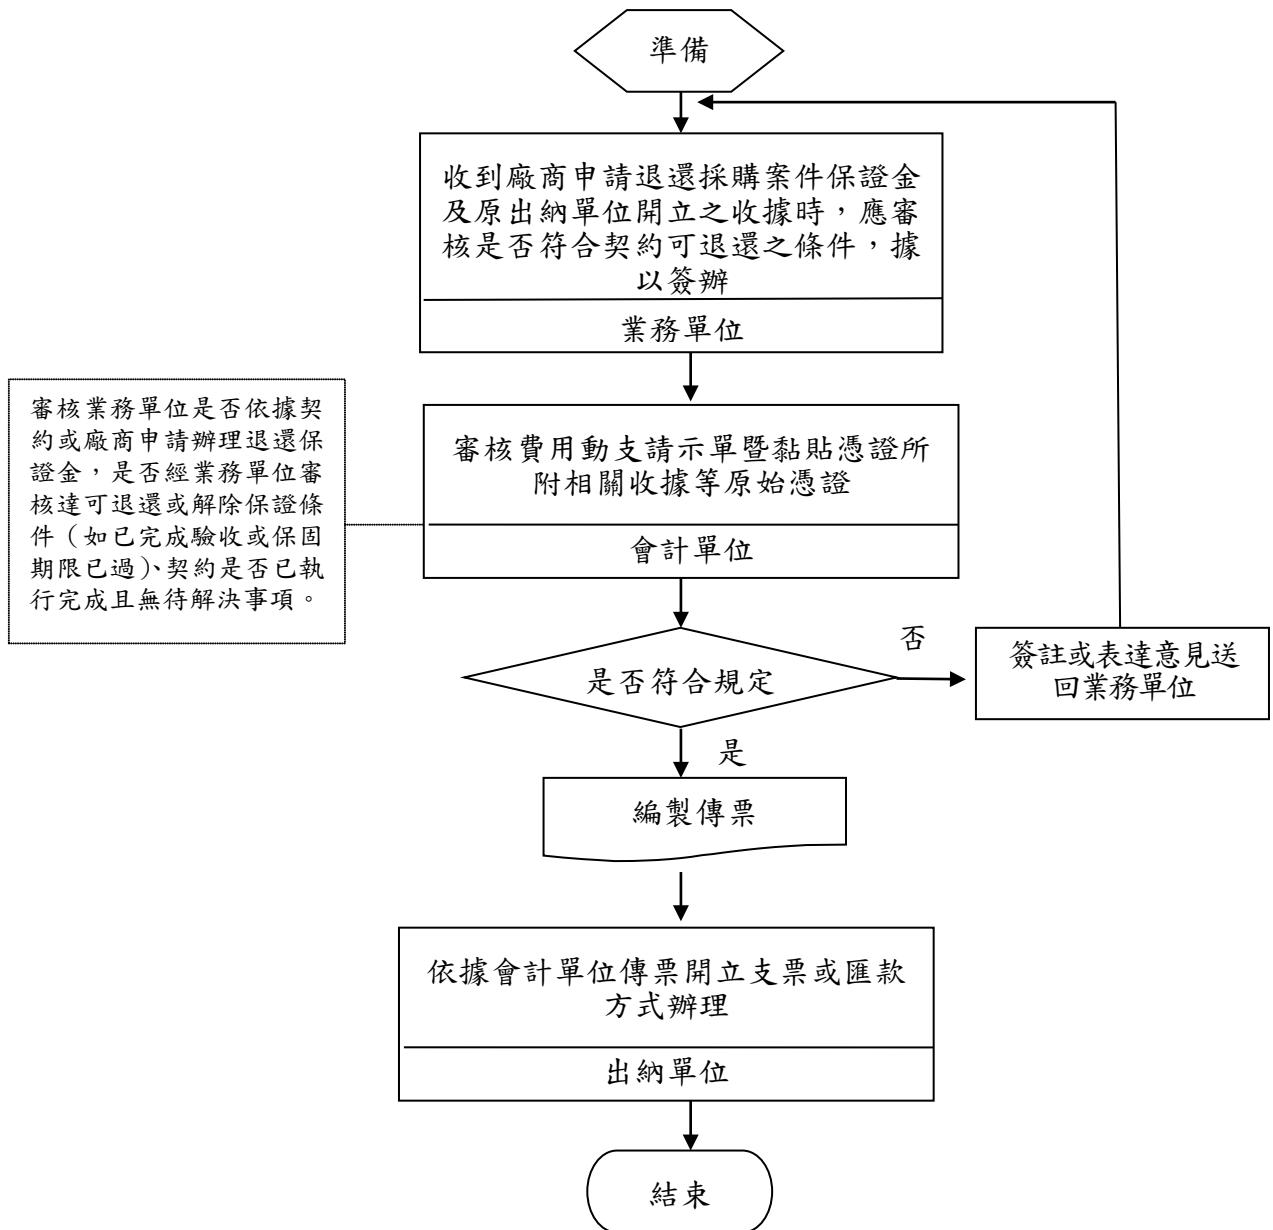 準備
收到廠商申請退還採購案件保證金
及原出納單位開立之收據時，應審
核是否符合契約可退還之條件，據
以簽辦
業務單位
審核業務單位是否依據契
約或廠商申請辦理退還保
證金，是否經業務單位審
核達可退還或解除保證條
件（如已完成驗收或保固
期限已過）、契約是否已執
行完成且無待解決事項。
審核費用動支請示單暨黏貼憑證所
附相關收據等原始憑證
會計單位
是否符合規定
否
簽註或表達意見送
回業務單位
是
編製傳票
依據會計單位傳票開立支票或匯款
方式辦理
出納單位
結束